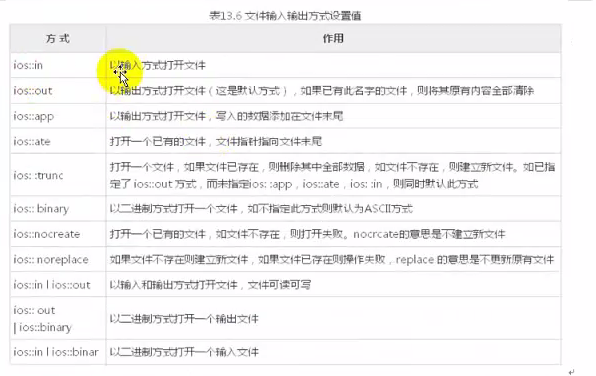 表13.6 文件输入输出方式设置值
方 式 作用
ios::in 以输入方式打开文件
ios::out 以输出方式打开文件（这是默认方式），如果已有此名字的文件，则将其原有内容全部清除
ios::app 以输出方式打开文件，写入的数据添加在文件末尾
ios::ate 打开一个已有的文件，文件指针指向文件末尾
ios: :trunc 打开一个文件，如果文件已存在，则删除其中全部数据，如文件不存在，则建立新文件。如已指
定了 ios::out 方式，而未指定ios: :app，ios::ate，ios: :in，则同时默认此方式
ios:: binary 以二进制方式打开一个文件，如不指定此方式则默认为ASCII方式
ios::nocreate 打开一个已有的文件，如文件不存在，则打开失败。nocrcate的意思是不建立新文件
ios:: noreplace 如果文件不存在则建立新文件，如果文件已存在则操作失败，replace 的意思是不更新原有文件
ios::in l ios::out 以输入和输出方式打开文件，文件可读可写
ios:: out
| ios::binary 以二进制方式打开一个输出文件
ios::in l ios::binar 以二进制方式打开一个输入文件